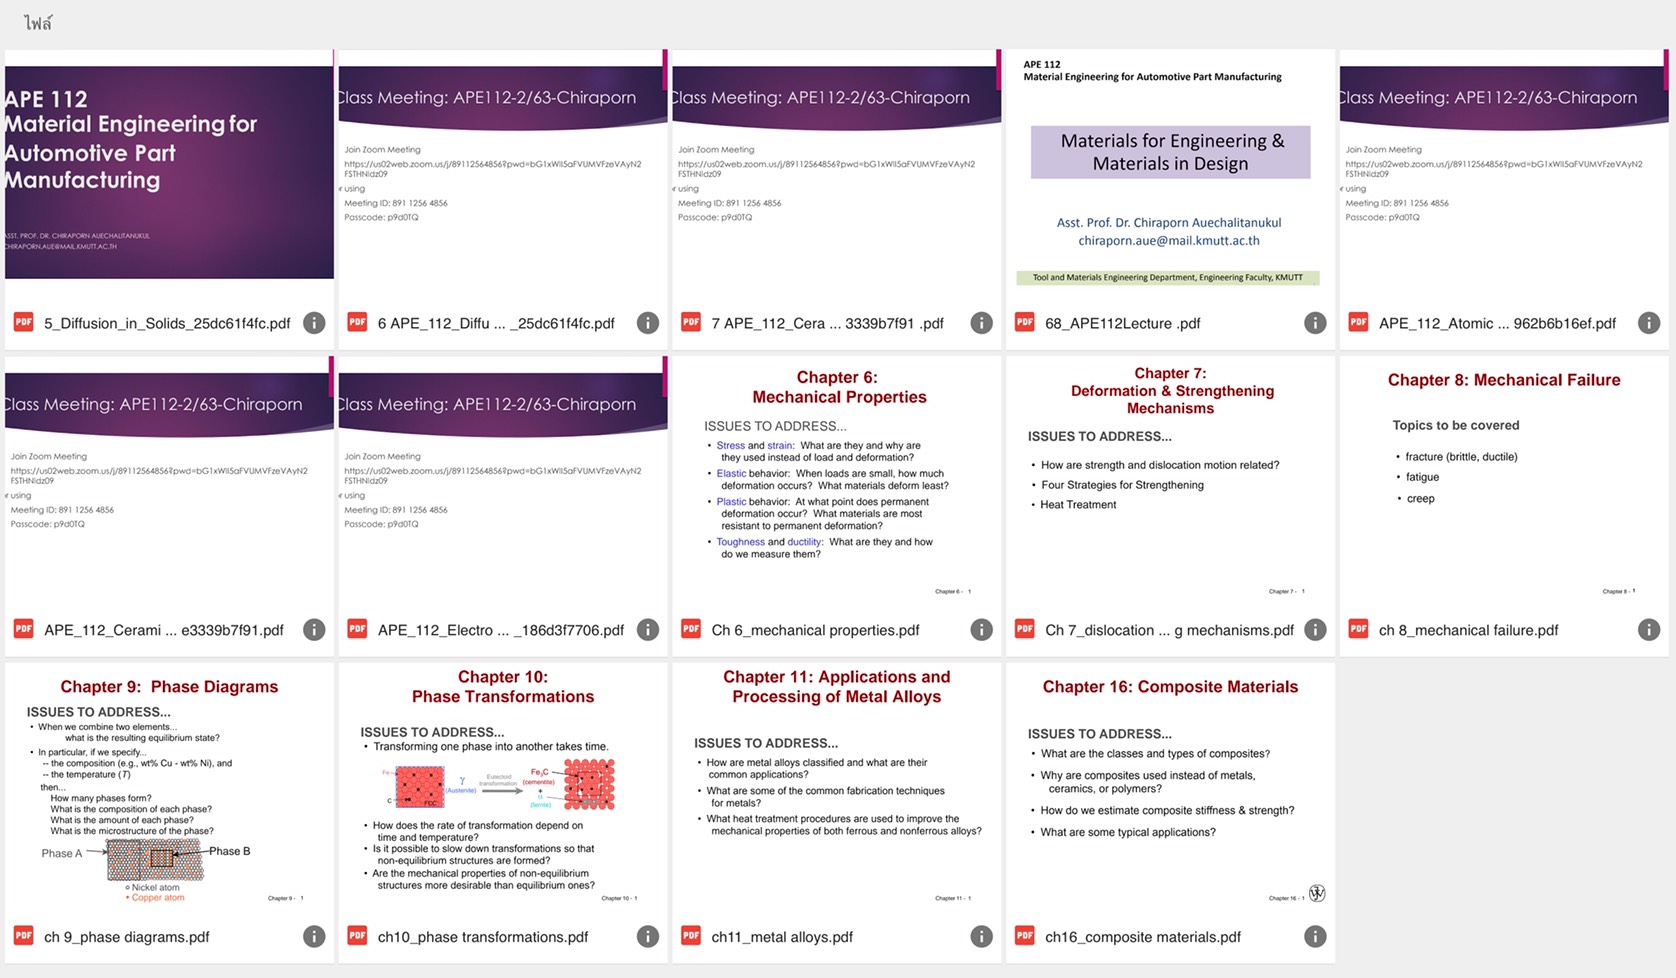 ไฟล์
APE 112
Material Engineering for
Automotive Part
Manufacturing
ASST. PROF. DR. CHIRAPORN AUECHALITANUKUL
CHIRAPORN.AUE@MAIL.KMUTT.AC.TH
PDF 5_Diffusion_in_Solids_25dc61f4fc.pdf
Class Meeting: APE112-2/63-Chiraporn
Join Zoom Meeting
https://us02web.zoom.us/j/89112564856?pwd=bG1xWll5aFVUMVFzeVAyN2
FSTHNldz09
r using
Meeting ID: 891 1256 4856
Passcode: p9d0TQ
PDF 6 APE_112_Diffu ... _25dc61f4fc.pdf
Class Meeting: APE112-2/63-Chiraporn
Join Zoom Meeting
https://us02web.zoom.us/j/89112564856?pwd=bG1xWll5aFVUMVFzeVAyN2
FSTHNldz09
r using
Meeting ID: 891 1256 4856
Passcode: p9d0TQ
PDF 7 APE_112_Cera ... 3339b7f91 .pdf
APE 112
Material Engineering for Automotive Part Manufacturing
Materials for Engineering &
Materials in Design
Asst. Prof. Dr. Chiraporn Auechalitanukul
chiraporn.aue@mail.kmutt.ac.th
Tool and Materials Engineering Department, Engineering Faculty, KMUTT
PDF 68_APE112Lecture .pdf
Class Meeting: APE112-2/63-Chiraporn
Join Zoom Meeting
https://us02web.zoom.us/j/89112564856?pwd=bG1xWll5aFVUMVFzeVAyN2
FSTHNldz09
r using
Meeting ID: 891 1256 4856
Passcode: p9d0TQ
PDF APE_112_Atomic ... 962b6b16ef.pdf
Class Meeting: APE112-2/63-Chiraporn
Join Zoom Meeting
https://us02web.zoom.us/j/89112564856?pwd=bG1xWll5aFVUMVFzeVAyN2
FSTHNldz09
r using
Meeting ID: 891 1256 4856
Passcode: p9d0TQ
PDF APE_112_Cerami ... e3339b7f91.pdf
Class Meeting: APE112-2/63-Chiraporn
Join Zoom Meeting
https://us02web.zoom.us/j/89112564856?pwd=bG1xWll5aFVUMVFzeVAyN2
FSTHNldz09
r using
Meeting ID: 891 1256 4856
Passcode: p9d0TQ
PDF APE_112_Electro ... _186d3f7706.pdf
Chapter 6:
Mechanical Properties
ISSUES TO ADDRESS...
• Stress and strain: What are they and why are
they used instead of load and deformation?
• Elastic behavior: When loads are small, how much
deformation occurs? What materials deform least?
• Plastic behavior: At what point does permanent
deformation occur? What materials are most
resistant to permanent deformation?
• Toughness and ductility: What are they and how
do we measure them?
Chapter 6 - 1
PDF Ch 6_mechanical properties.pdf
Chapter 7:
Deformation & Strengthening
Mechanisms
ISSUES TO ADDRESS...
• How are strength and dislocation motion related?
• Four Strategies for Strengthening
• Heat Treatment
Chapter 7 - 1
PDF Ch 7_dislocation ... g mechanisms.pdf
Chapter 8: Mechanical Failure
Topics to be covered
• fracture (brittle, ductile)
• fatigue
• creep
Chapter 8 - 1
PDF ch 8_mechanical failure.pdf
Chapter 9: Phase Diagrams
ISSUES TO ADDRESS...
• When we combine two elements...
what is the resulting equilibrium state?
• In particular, if we specify...
-- the composition (e.g., wt% Cu - wt% Ni), and
-- the temperature (T)
then...
How many phases form?
What is the composition of each phase?
What is the amount of each phase?
What is the microstructure of the phase?
Phase A
Phase B
Nickel atom
Copper atom
Chapter 9 - 1
PDF ch 9_phase diagrams.pdf
Chapter 10:
Phase Transformations
ISSUES TO ADDRESS...
• Transforming one phase into another takes time.
Fe
C
FCC
γ
(Austenite)
Eutectoid
transformation
Fe3C
(cementite)
+
α
(ferrite)
• How does the rate of transformation depend on
time and temperature?
• Is it possible to slow down transformations so that
non-equilibrium structures are formed?
• Are the mechanical properties of non-equilibrium
structures more desirable than equilibrium ones?
Chapter 10 - 1
PDF ch10_phase transformations.pdf
Chapter 11: Applications and
Processing of Metal Alloys
ISSUES TO ADDRESS...
• How are metal alloys classified and what are their
common applications?
• What are some of the common fabrication techniques
for metals?
• What heat treatment procedures are used to improve the
mechanical properties of both ferrous and nonferrous alloys?
Chapter 11 - 1
PDF ch11_metal alloys.pdf
Chapter 16: Composite Materials
ISSUES TO ADDRESS...
• What are the classes and types of composites?
• Why are composites used instead of metals,
ceramics, or polymers?
• How do we estimate composite stiffness & strength?
• What are some typical applications?
Chapter 16 - 1
PDF ch16_composite materials.pdf